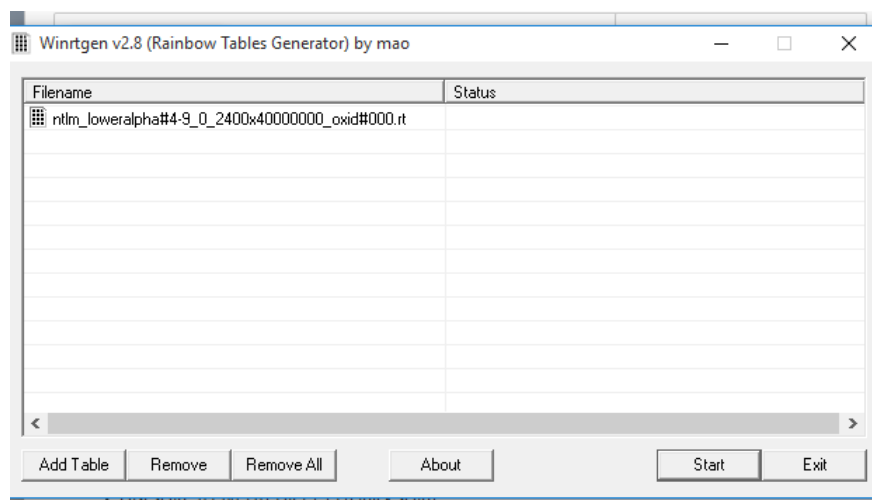 Winrtgen v2.8 (Rainbow Tables Generator) by mao
Filename Status
ntlm_loweralpha#4-9_0_2400x40000000_oxid#000.rt
Add Table Remove Remove All About Start Exit